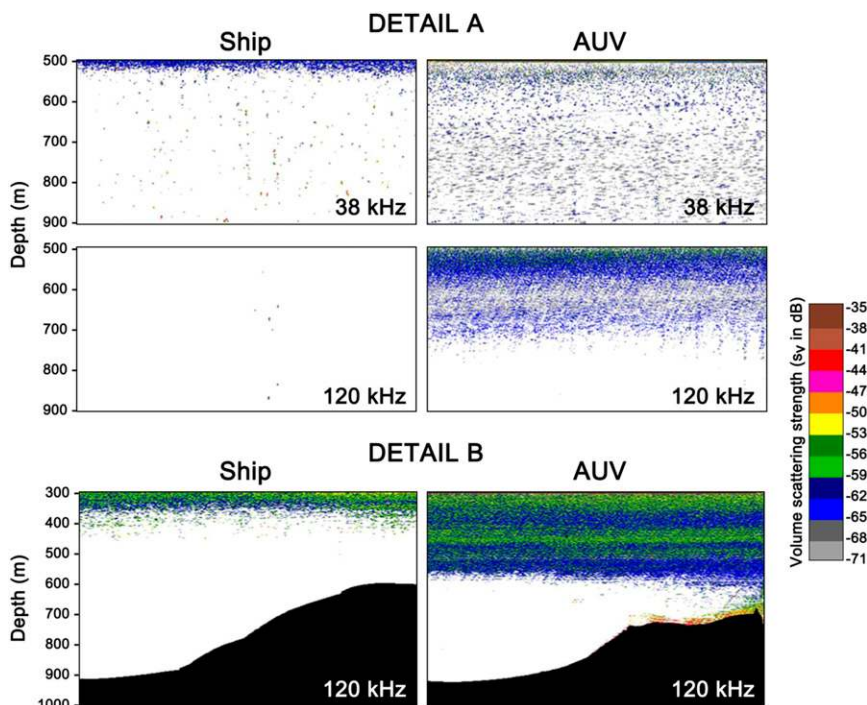 DETAIL A
Ship
AUV
500
600
700
800
900
38 kHz
38 kHz
Depth (m)
500
600
700
800
900
120 kHz
120 kHz
DETAIL B
Ship
AUV
300
400
500
600
700
800
900
1000
Depth (m)
120 kHz
120 kHz
Volume scattering strength (sv in dB)
-35
-38
-41
-44
-47
-50
-53
-56
-59
-62
-65
-68
-71